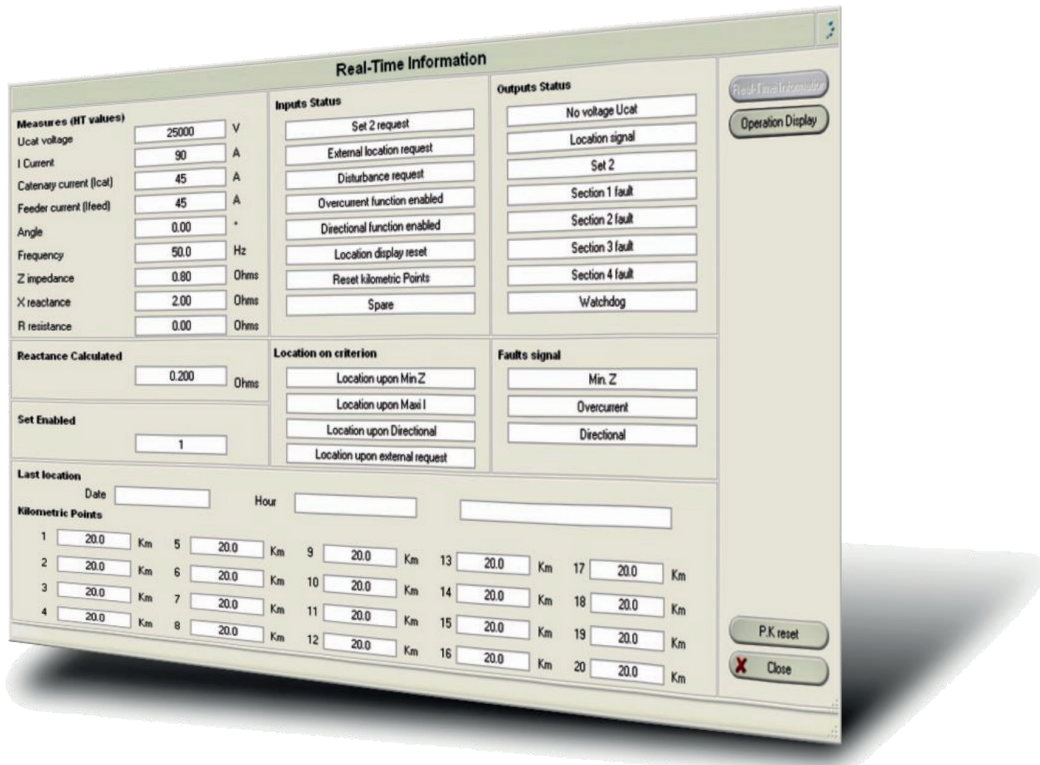 Real-Time Information
Measures (HT values)
Ucat voltage 25000 V
I Current 90 A
Catenary current (Icat) 45 A
Feeder current (Ifeed) 45 A
Angle 0.00 °
Frequency 50.0 Hz
Z impedance 0.80 Ohms
X reactance 2.00 Ohms
R resistance 0.00 Ohms
Inputs Status
Set 2 request
External location request
Disturbance request
Overcurrent function enabled
Directional function enabled
Location display reset
Reset kilometric Points
Spare
Outputs Status
No voltage Ucat
Location signal
Set 2
Section 1 fault
Section 2 fault
Section 3 fault
Section 4 fault
Watchdog
Real-Time Information
Operation Display
Reactance Calculated
0.200 Ohms
Set Enabled
1
Location on criterion
Location upon Min Z
Location upon Maxi I
Location upon Directional
Location upon external request
Faults signal
Min. Z
Overcurrent
Directional
Last location
Date Hour
Kilometric Points
1 20.0 Km 5 20.0 Km 9 20.0 Km 13 20.0 Km 17 20.0 Km
2 20.0 Km 6 20.0 Km 10 20.0 Km 14 20.0 Km 18 20.0 Km
3 20.0 Km 7 20.0 Km 11 20.0 Km 15 20.0 Km 19 20.0 Km
4 20.0 Km 8 20.0 Km 12 20.0 Km 16 20.0 Km 20 20.0 Km
P.K reset
X Close